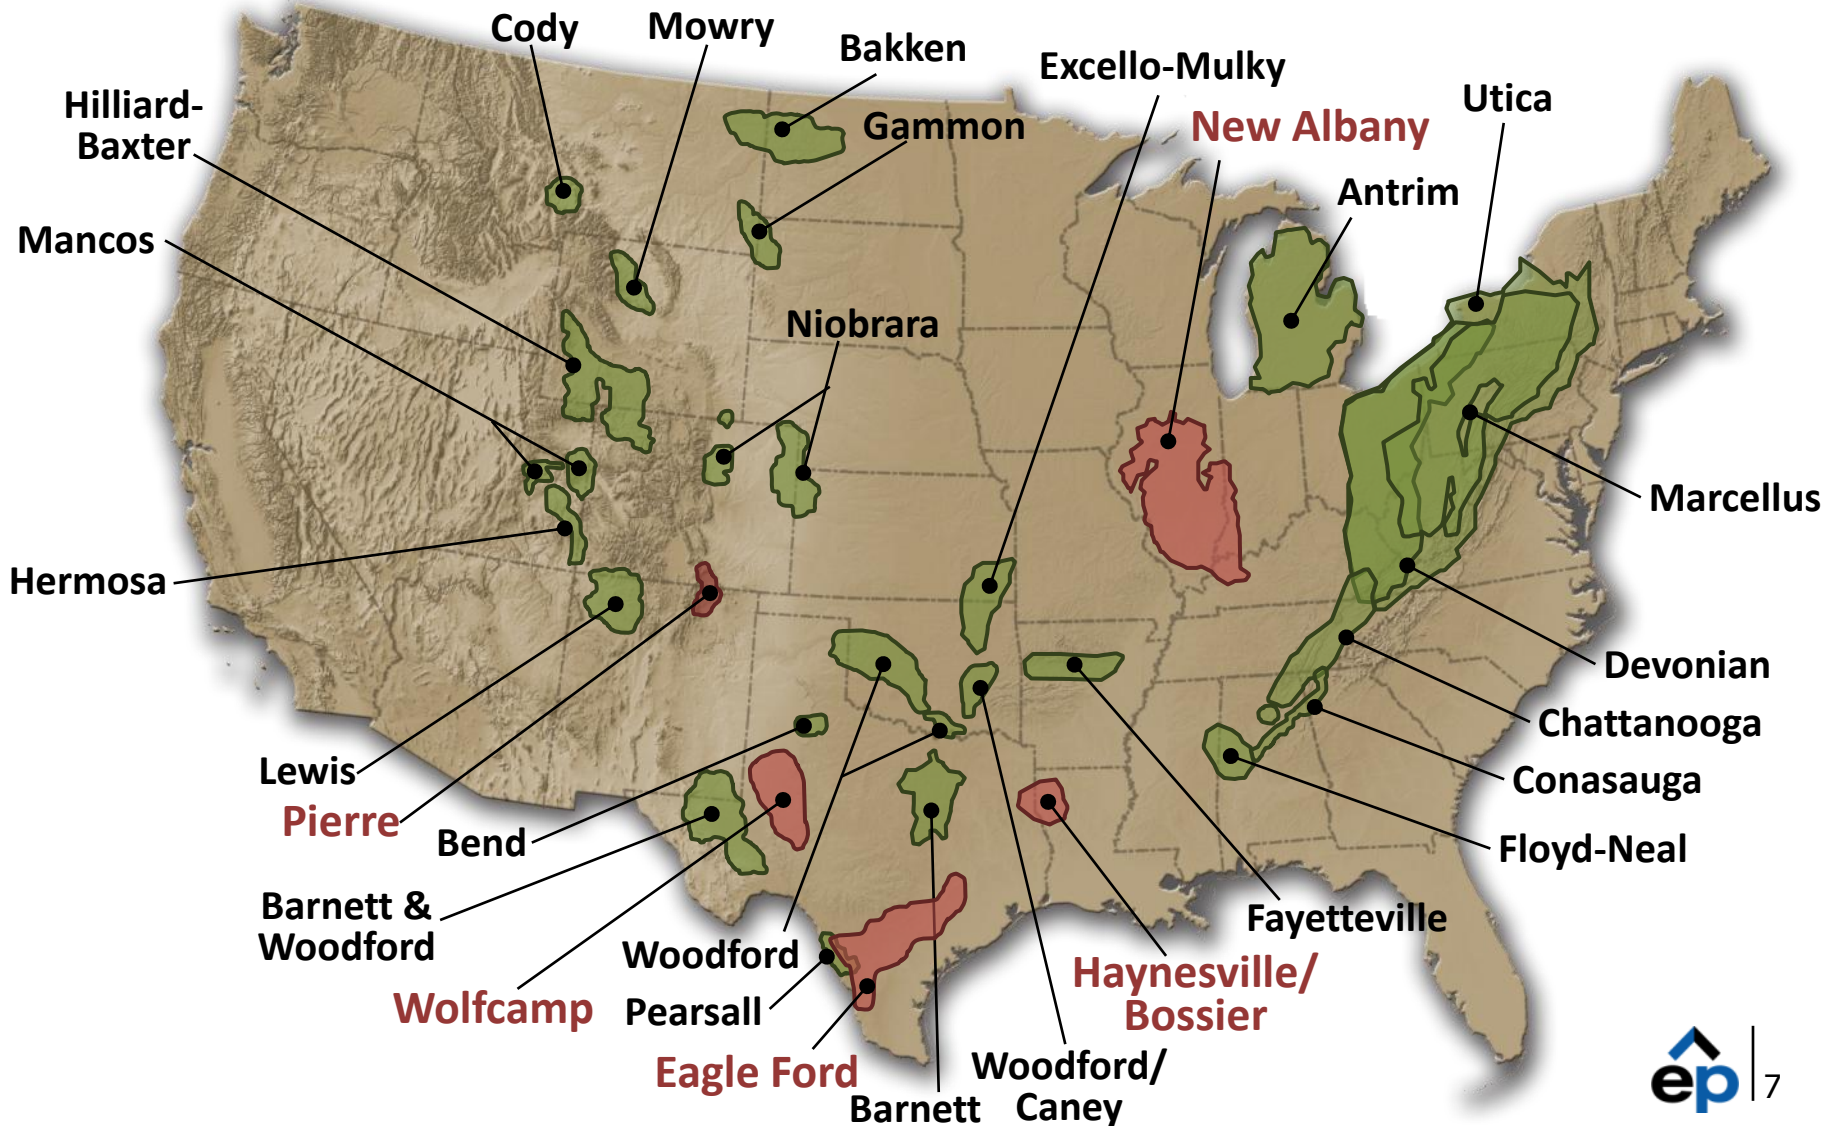 Cody
Mowry
Bakken
Excello-Mulky
Utica
Hilliard-
Baxter
Gammon
New Albany
Antrim
Mancos
Niobrara
Marcellus
Hermosa
Devonian
Chattanooga
Lewis
Conasauga
Pierre
Bend
Floyd-Neal
Barnett &
Woodford
Fayetteville
Woodford
Haynesville/
Bossier
Wolfcamp
Pearsall
Eagle Ford
Woodford/
Caney
Barnett
ep
7